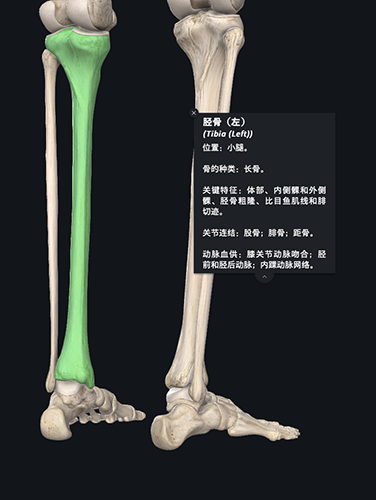 胫骨（左）
(Tibia (Left))
位置：小腿。
骨的种类：长骨。
关键特征：体部、内侧髁和外侧
髁、胫骨粗隆、比目鱼肌线和腓
切迹。
关节连结：股骨；腓骨；距骨。
动脉血供：膝关节动脉吻合；胫
前和胫后动脉；内踝动脉网络。